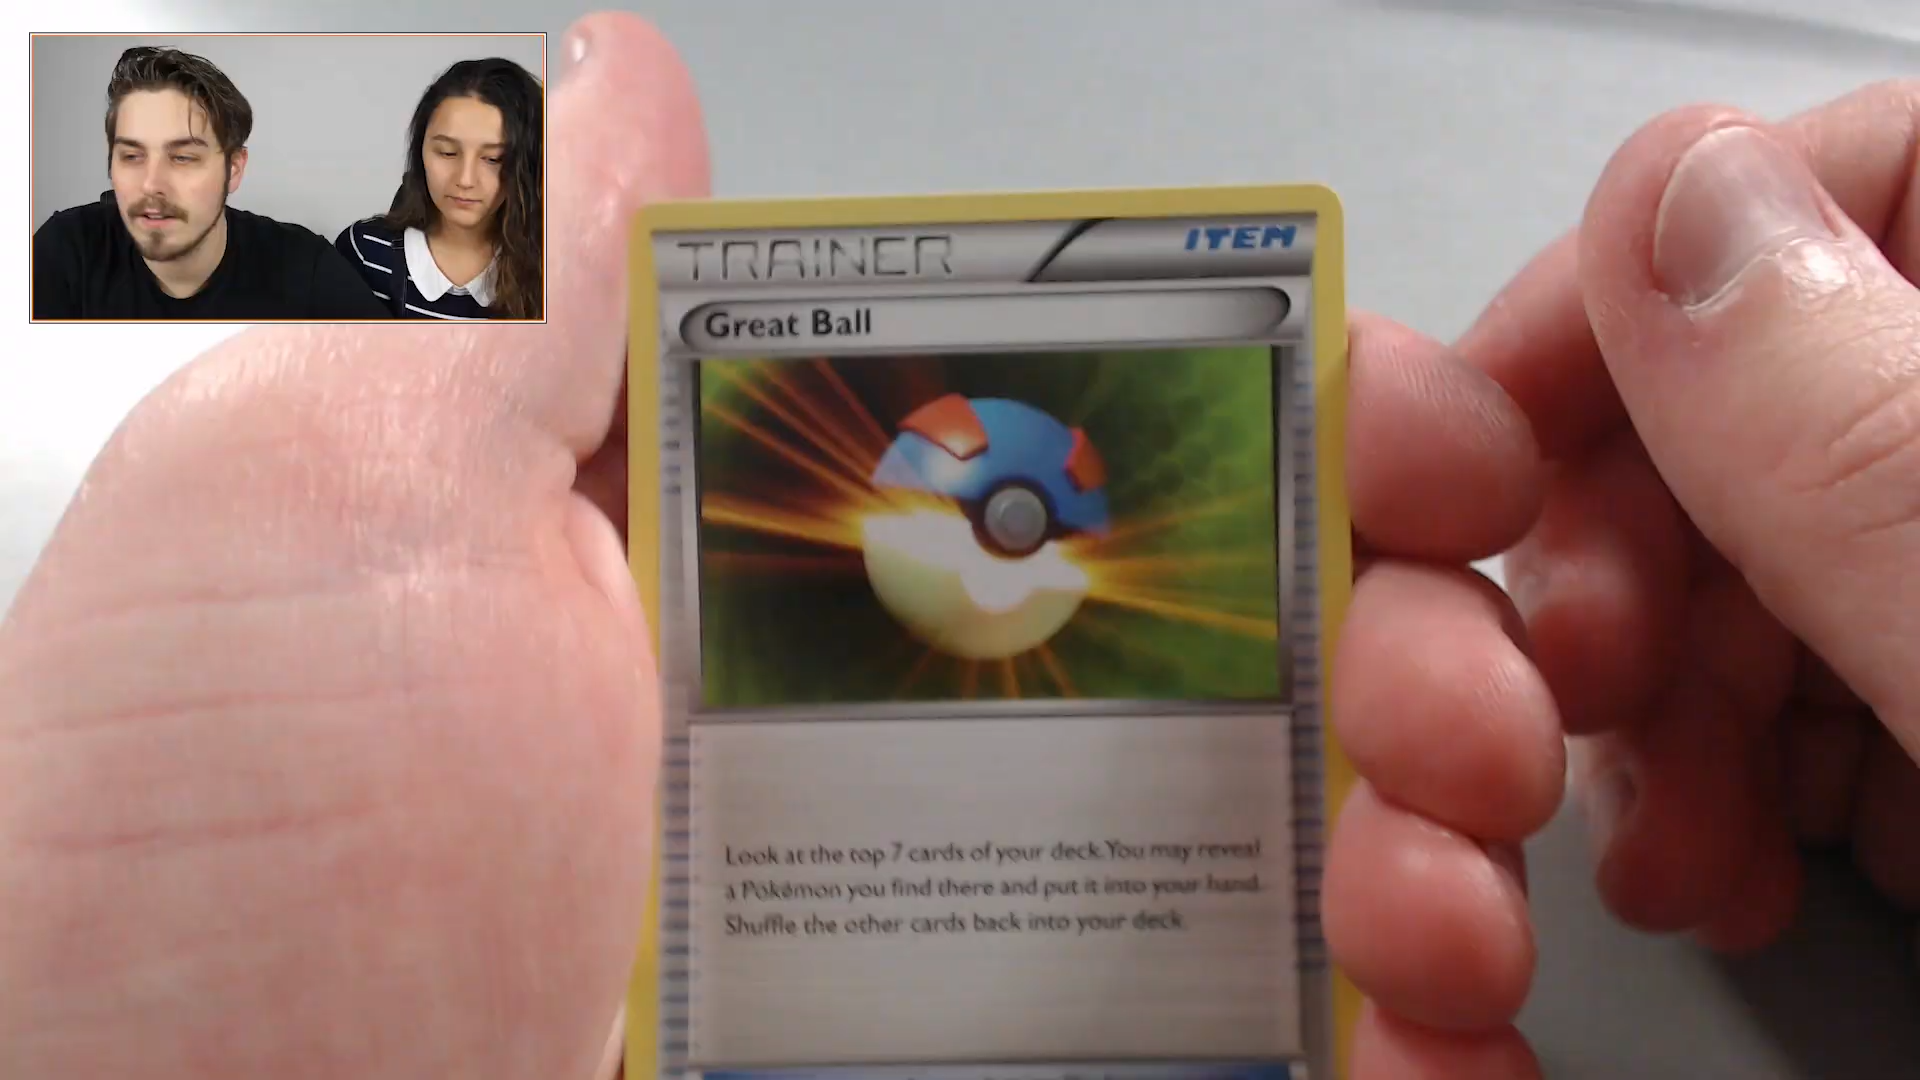 TRAINER ITEM
Great Ball
Look at the top 7 cards of your deck. You may reveal
a Pokémon you find there and put it into your hand.
Shuffle the other cards back into your deck.